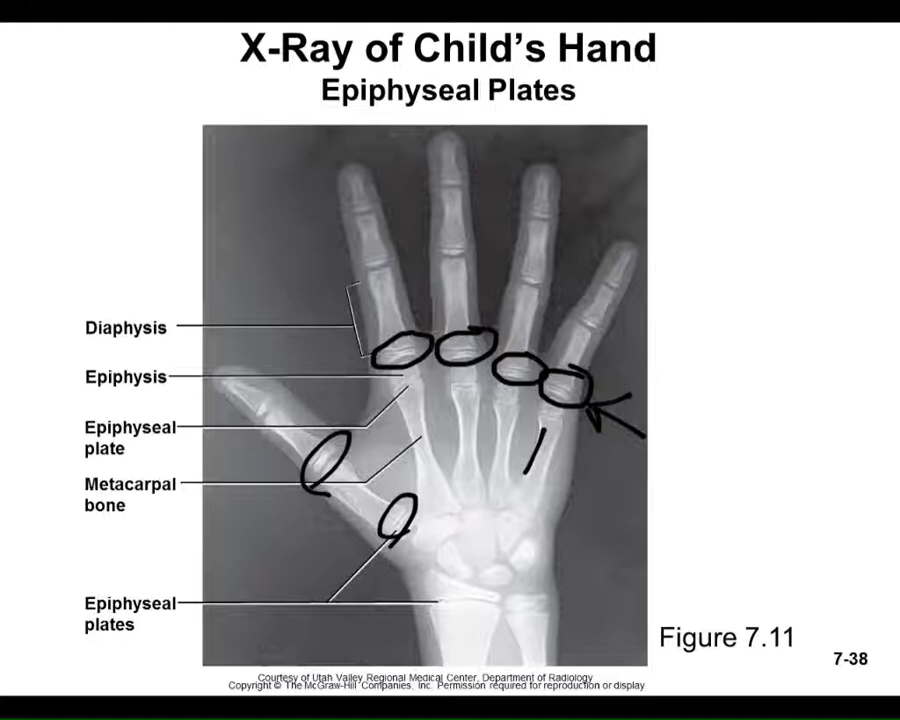 X-Ray of Child's Hand
Epiphyseal Plates
Diaphysis
Epiphysis
Epiphyseal
plate
Metacarpal
bone
Epiphyseal
plates
Figure 7.11
7-38
Courtesy of Utah Valley Regional Medical Center, Department of Radiology
Copyright © The McGraw-Hill Companies, Inc. Permission required for reproduction or display